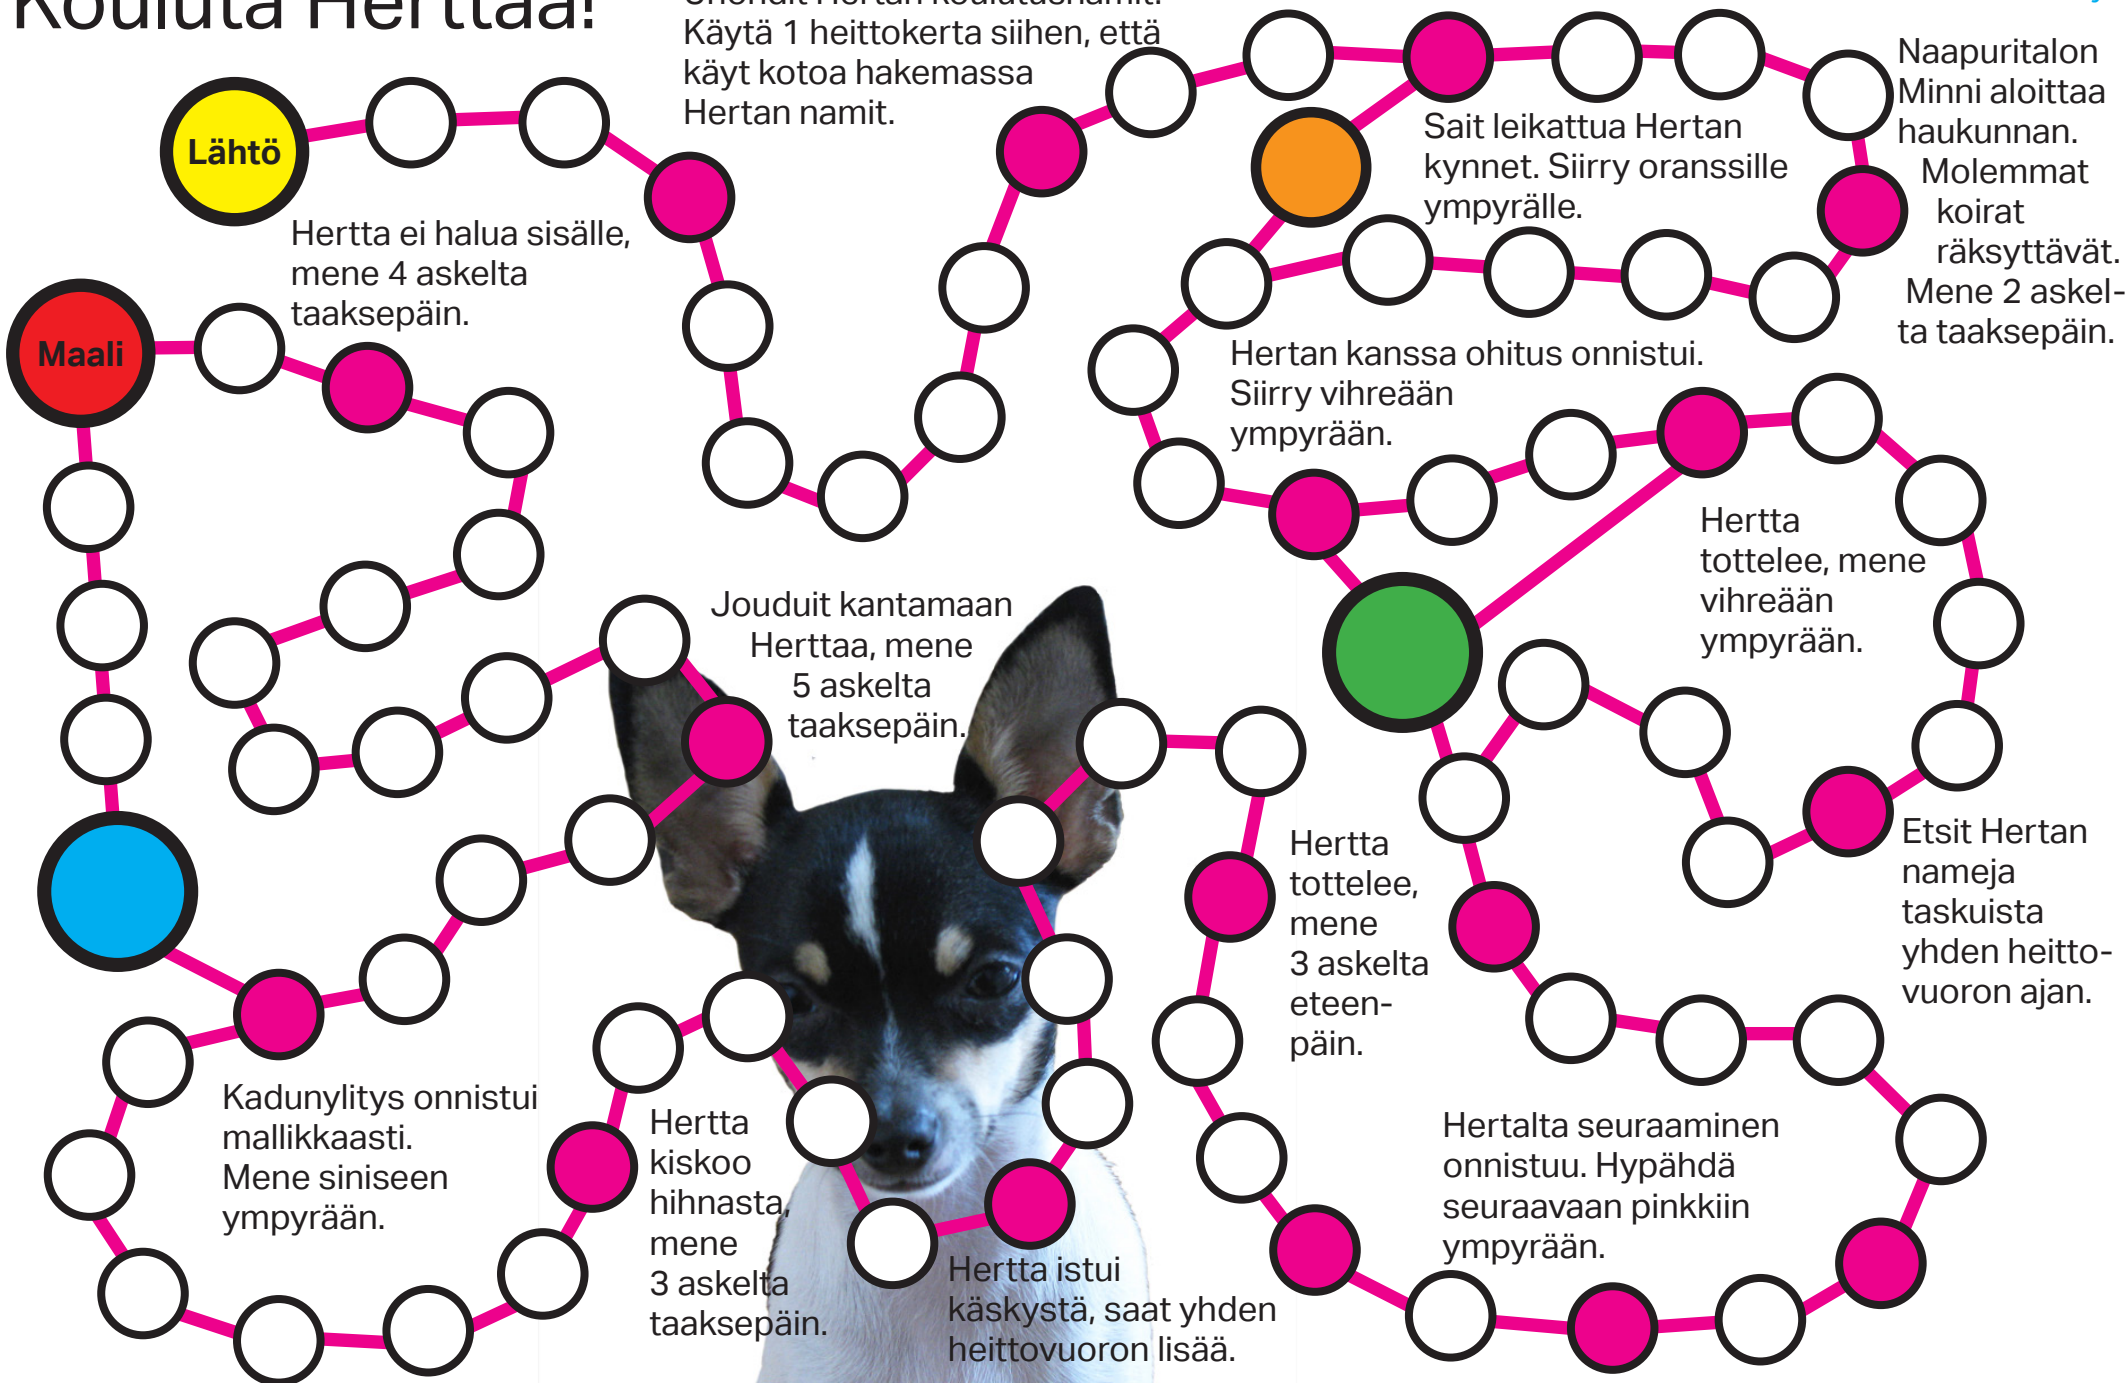 Kouluta Herttaa!
Unohdit Hertan koulutusnamit.
Käytä 1 heittokerta siihen, että
käyt kotoa hakemassa
Hertan namit.
Lähtö
Naapuritalon
Minni aloittaa
haukunnan.
Molemmat
koirat
räksyttävät.
Mene 2 askel-
ta taaksepäin.
Sait leikattua Hertan
kynnet. Siirry oranssille
ympyrälle.
Hertta ei halua sisälle,
mene 4 askelta
taaksepäin.
Maali
Hertan kanssa ohitus onnistui.
Siirry vihreään
ympyrään.
Hertta
tottelee, mene
vihreään
ympyrään.
Jouduit kantamaan
Herttaa, mene
5 askelta
taaksepäin.
Hertta
tottelee,
mene
3 askelta
eteen-
päin.
Etsit Hertan
nameja
taskuista
yhden heitto-
vuoron ajan.
Kadunylitys onnistui
mallikkaasti.
Mene siniseen
ympyrään.
Hertta
kiskoo
hihnasta,
mene
3 askelta
taaksepäin.
Hertalta seuraaminen
onnistuu. Hypähdä
seuraavaan pinkkiin
ympyrään.
Hertta istui
käskystä, saat yhden
heittovuoron lisää.